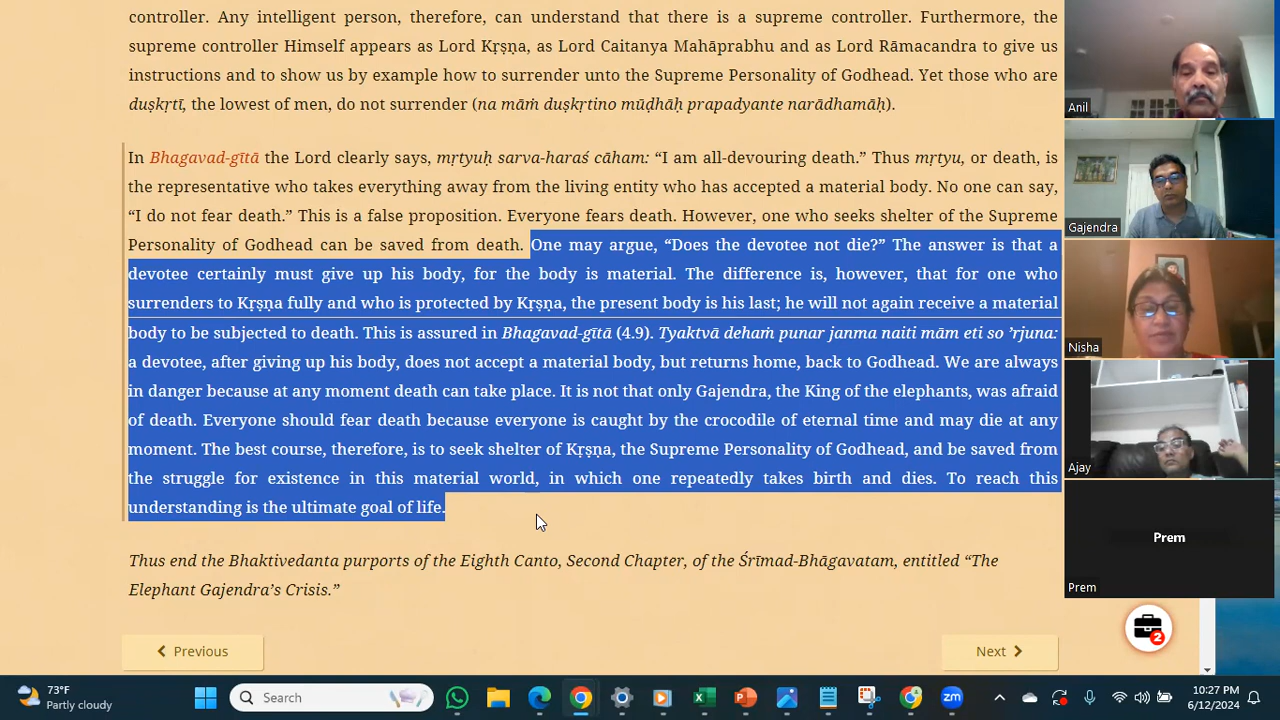 controller. Any intelligent person, therefore, can understand that there is a supreme controller. Furthermore, the
supreme controller Himself appears as Lord Kṛṣṇa, as Lord Caitanya Mahāprabhu and as Lord Rāmacandra to give us
instructions and to show us by example how to surrender unto the Supreme Personality of Godhead. Yet those who are
duṣkṛtī, the lowest of men, do not surrender (na māṁ duṣkṛtino mūḍhāḥ prapadyante narādhamāḥ).
In Bhagavad-gītā the Lord clearly says, mṛtyuḥ sarva-haraś cāham: “I am all-devouring death.” Thus mṛtyu, or death, is
the representative who takes everything away from the living entity who has accepted a material body. No one can say,
“I do not fear death.” This is a false proposition. Everyone fears death. However, one who seeks shelter of the Supreme
Personality of Godhead can be saved from death. One may argue, “Does the devotee not die?” The answer is that a
devotee certainly must give up his body, for the body is material. The difference is, however, that for one who
surrenders to Kṛṣṇa fully and who is protected by Kṛṣṇa, the present body is his last; he will not again receive a material
body to be subjected to death. This is assured in Bhagavad-gītā (4.9). Tyaktvā dehaṁ punar janma naiti mām eti so ’rjuna:
a devotee, after giving up his body, does not accept a material body, but returns home, back to Godhead. We are always
in danger because at any moment death can take place. It is not that only Gajendra, the King of the elephants, was afraid
of death. Everyone should fear death because everyone is caught by the crocodile of eternal time and may die at any
moment. The best course, therefore, is to seek shelter of Kṛṣṇa, the Supreme Personality of Godhead, and be saved from
the struggle for existence in this material world, in which one repeatedly takes birth and dies. To reach this
understanding is the ultimate goal of life.
Thus end the Bhaktivedanta purports of the Eighth Canto, Second Chapter, of the Śrīmad-Bhāgavatam, entitled “The
Elephant Gajendra’s Crisis.”
Previous
Next
Anil
Gajendra
Nisha
Ajay
Prem
Prem
2
73°F
Partly cloudy
Search
zm
10:27 PM
6/12/2024